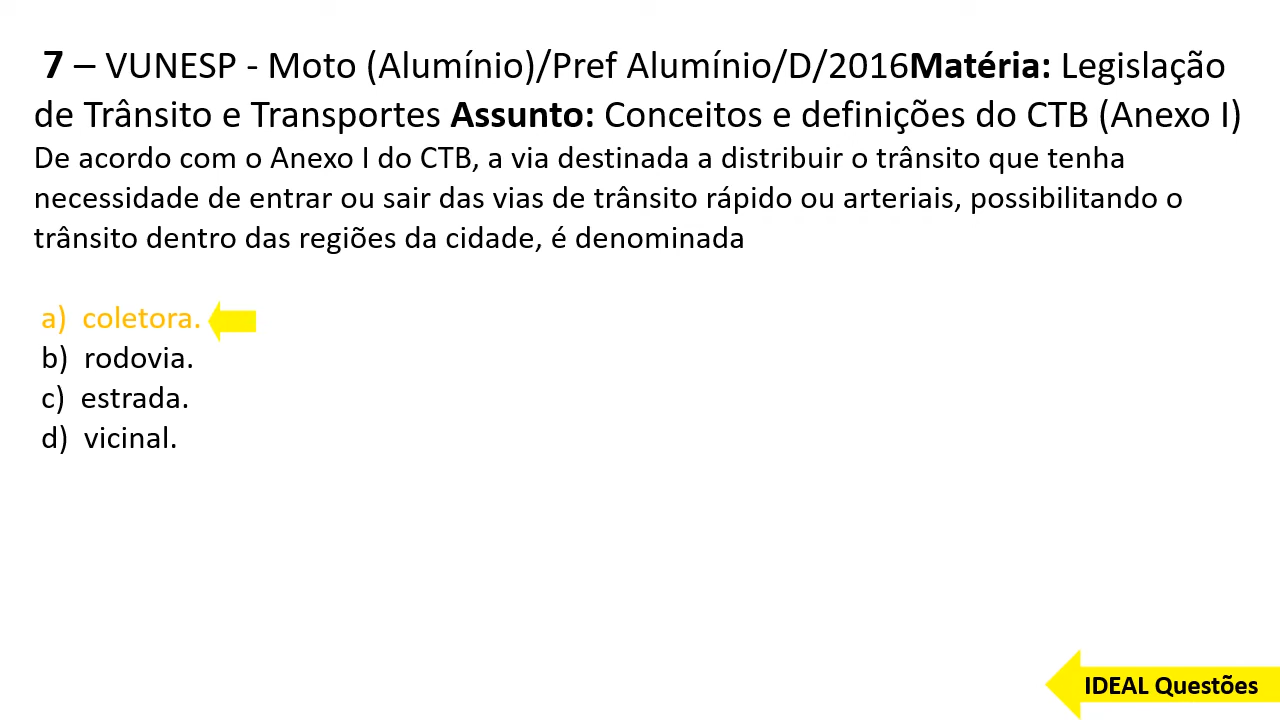 7 – VUNESP - Moto (Alumínio)/Pref Alumínio/D/2016Matéria: Legislação
de Trânsito e Transportes Assunto: Conceitos e definições do CTB (Anexo I)
De acordo com o Anexo I do CTB, a via destinada a distribuir o trânsito que tenha
necessidade de entrar ou sair das vias de trânsito rápido ou arteriais, possibilitando o
trânsito dentro das regiões da cidade, é denominada
a) coletora.
b) rodovia.
c) estrada.
d) vicinal.
IDEAL Questões